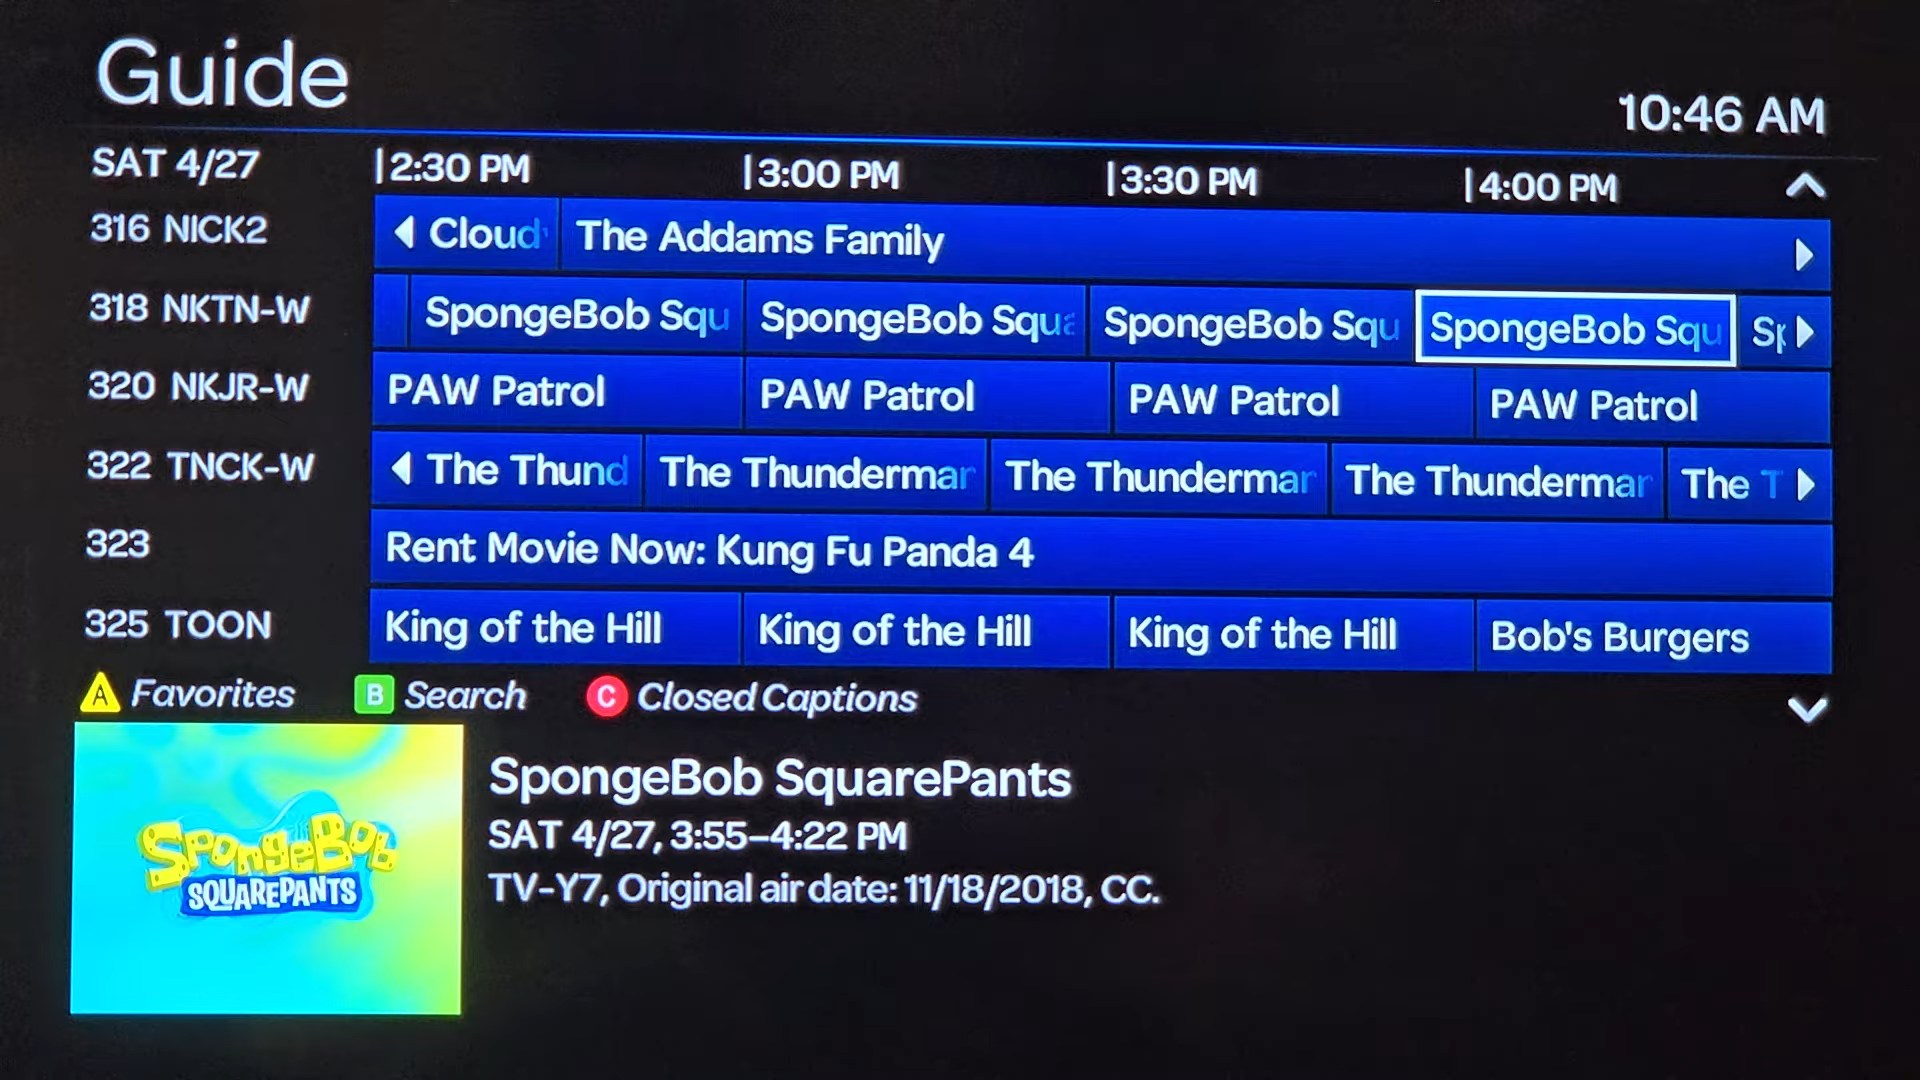 Guide
10:46 AM
SAT 4/27 2:30 PM 3:00 PM 3:30 PM 4:00 PM
316 NICK2 Cloud The Addams Family
318 NKTN-W SpongeBob Squ SpongeBob Squa SpongeBob Squ SpongeBob Squ Sp
320 NKJR-W PAW Patrol PAW Patrol PAW Patrol PAW Patrol
322 TNCK-W The Thund The Thundermar The Thundermar The Thundermar The T
323 Rent Movie Now: Kung Fu Panda 4
325 TOON King of the Hill King of the Hill King of the Hill Bob's Burgers
A Favorites B Search C Closed Captions
SpongeBob SquarePants
SAT 4/27, 3:55–4:22 PM
TV-Y7, Original air date: 11/18/2018, CC.
SPONGEBOB
SQUAREPANTS